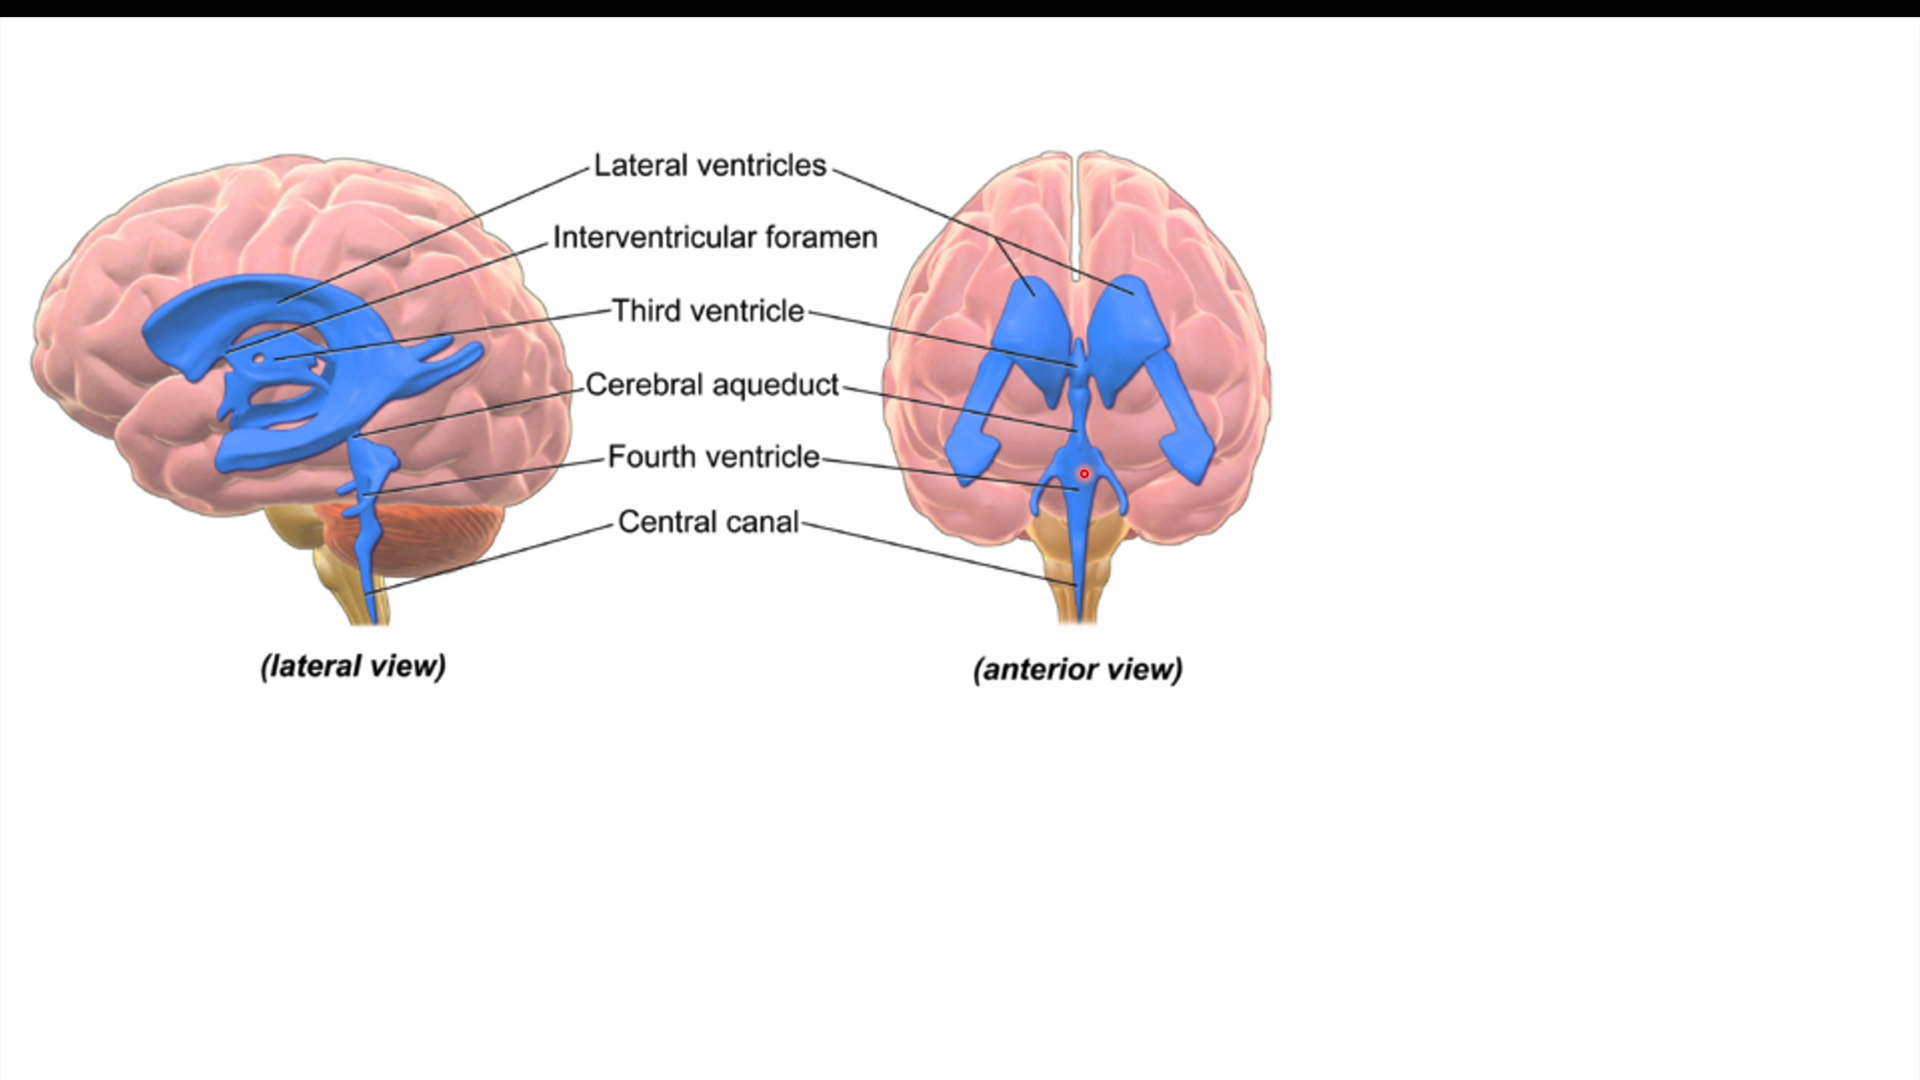 Lateral ventricles
Interventricular foramen
Third ventricle
Cerebral aqueduct
Fourth ventricle
Central canal
(lateral view)
(anterior view)